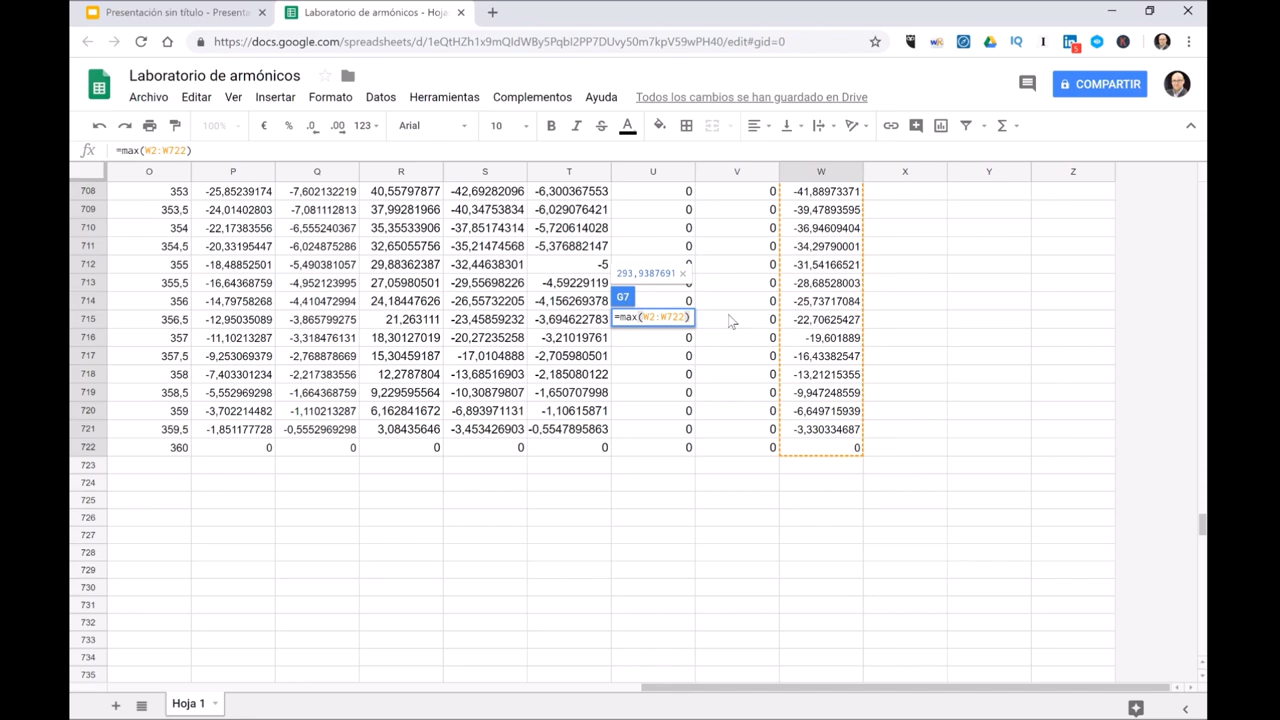 Presentación sin título - Presenta
Laboratorio de armónicos - Hoja
https://docs.google.com/spreadsheets/d/1eQtHZh1x9mQIdWBy5PqbI2PP7DUvy50m7kpV59wPH40/edit#gid=0
Laboratorio de armónicos
Archivo Editar Ver Insertar Formato Datos Herramientas Complementos Ayuda Todos los cambios se han guardado en Drive
COMPARTIR
100% € % .0 .00 123 Arial 10 B I S A Σ
fx =max(W2:W722)
O P Q R S T U V W X Y Z
708 353 -25,85239174 -7,602132219 40,55797877 -42,69282096 -6,300367553 0 0 -41,88973371
709 353,5 -24,01402803 -7,081112813 37,99281966 -40,34753834 -6,029076421 0 0 -39,47893595
710 354 -22,17383556 -6,555240367 35,35533906 -37,85174314 -5,720614028 0 0 -36,94609404
711 354,5 -20,33195447 -6,024875286 32,65055756 -35,21474568 -5,376882147 0 0 -34,29790001
712 355 -18,48852501 -5,490381057 29,88362387 -32,44638301 -5 0 -31,54166521
713 355,5 -16,64368759 -4,952123995 27,05980501 -29,55698226 -4,59229119 0 -28,68528003
293,9387691 ×
714 356 -14,79758268 -4,410472994 24,18447626 -26,55732205 -4,156269378 0 -25,73717084
G7
715 356,5 -12,95035089 -3,865799275 21,263111 -23,45859232 -3,694622783 =max(W2:W722) 0 -22,70625427
716 357 -11,10213287 -3,318476131 18,30127019 -20,27235258 -3,21019761 0 0 -19,601889
717 357,5 -9,253069379 -2,768878669 15,30459187 -17,0104888 -2,705980501 0 0 -16,43382547
718 358 -7,403301234 -2,217383556 12,2787804 -13,68516903 -2,185080122 0 0 -13,21215355
719 358,5 -5,552969298 -1,664368759 9,229595564 -10,30879807 -1,650707998 0 0 -9,947248559
720 359 -3,702214482 -1,110213287 6,162841672 -6,893971131 -1,10615871 0 0 -6,649715939
721 359,5 -1,851177728 -0,5552969298 3,08435646 -3,453426903 -0,5547895863 0 0 -3,330334687
722 360 0 0 0 0 0 0 0 0
723
724
725
726
727
728
729
730
731
732
733
734
735
Hoja 1